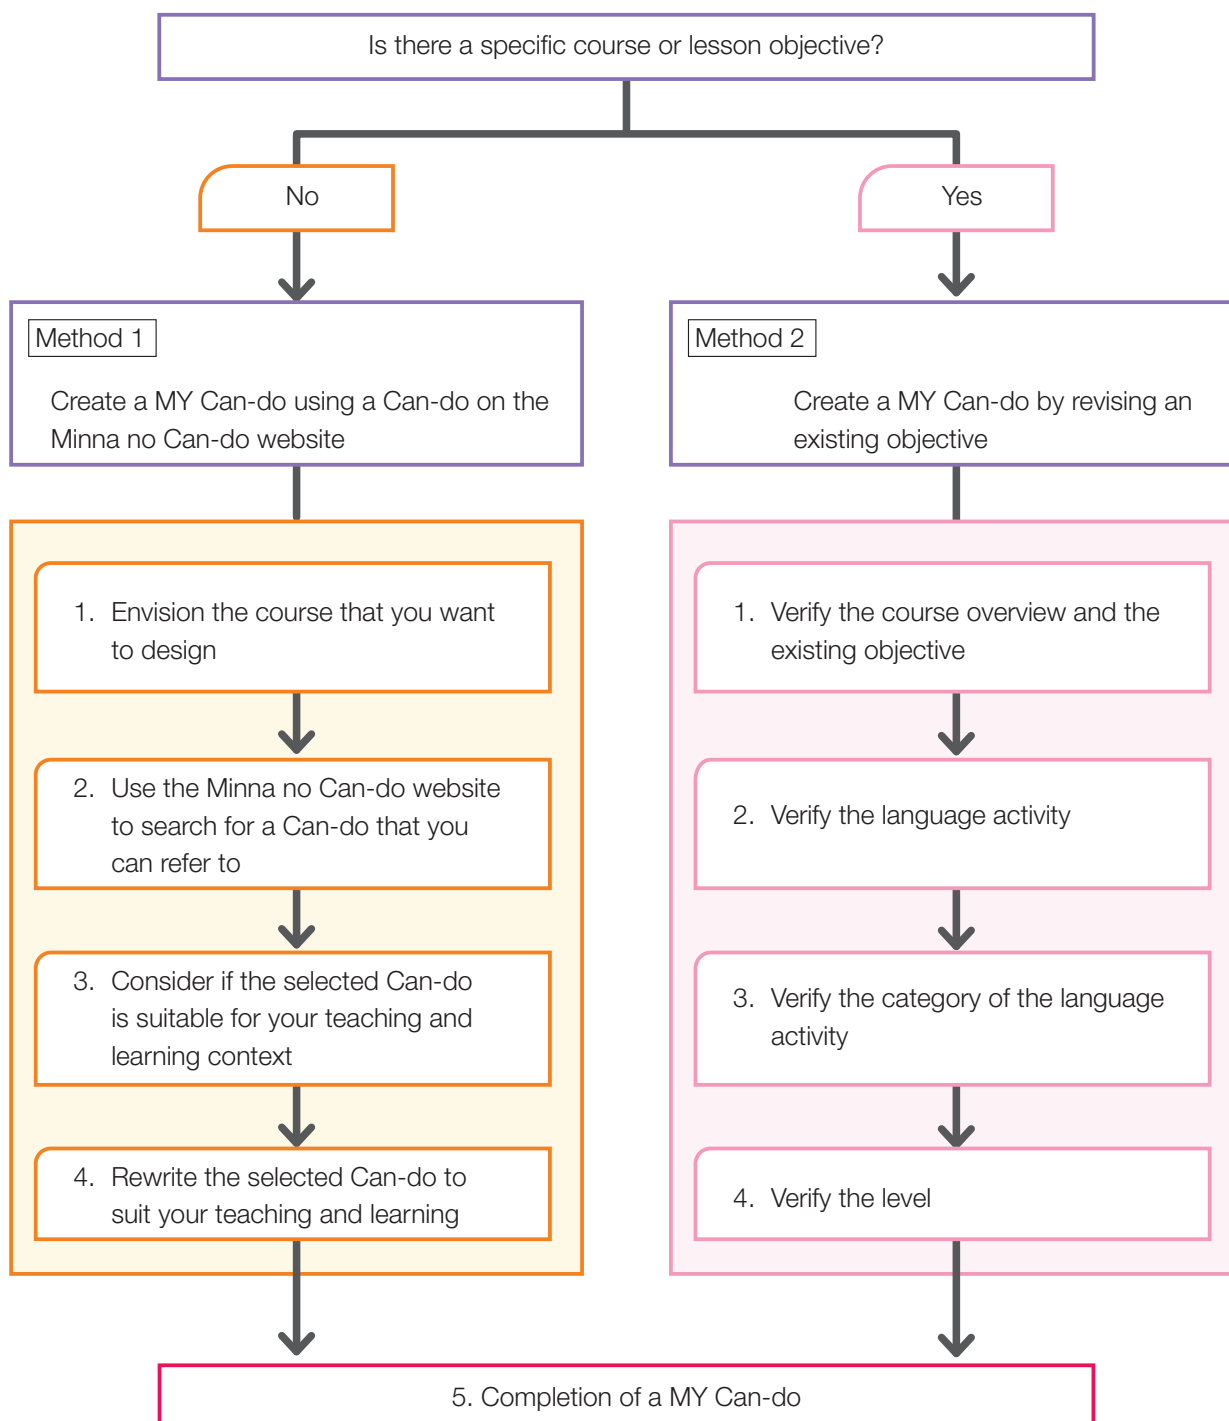 Is there a specific course or lesson objective?
No
Yes
Method 1
Create a MY Can-do using a Can-do on the
Minna no Can-do website
Method 2
Create a MY Can-do by revising an
existing objective
1. Envision the course that you want
to design
2. Use the Minna no Can-do website
to search for a Can-do that you
can refer to
3. Consider if the selected Can-do
is suitable for your teaching and
learning context
4. Rewrite the selected Can-do to
suit your teaching and learning
1. Verify the course overview and the
existing objective
2. Verify the language activity
3. Verify the category of the language
activity
4. Verify the level
5. Completion of a MY Can-do